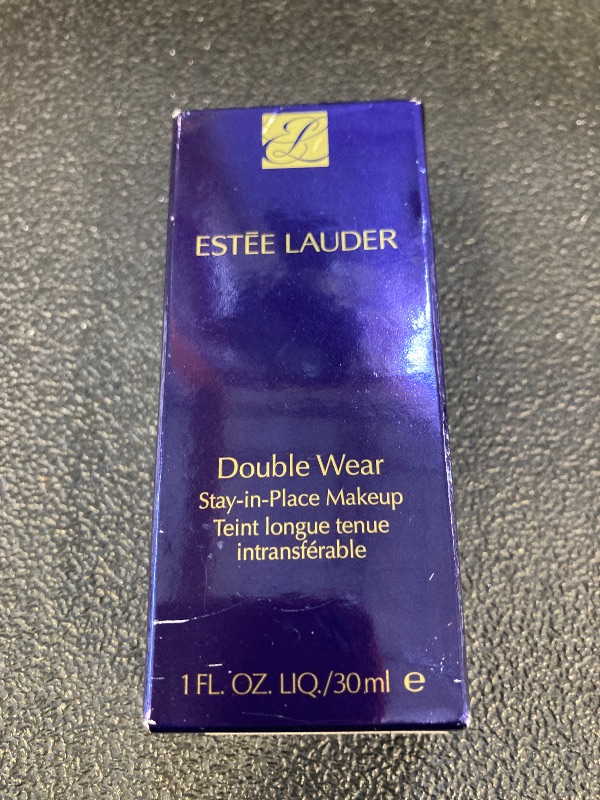 ESTĒE LAUDER
Double Wear
Stay-in-Place Makeup
Teint longue tenue
intransférable
1 FL. OZ. LIQ./30 ml ℮